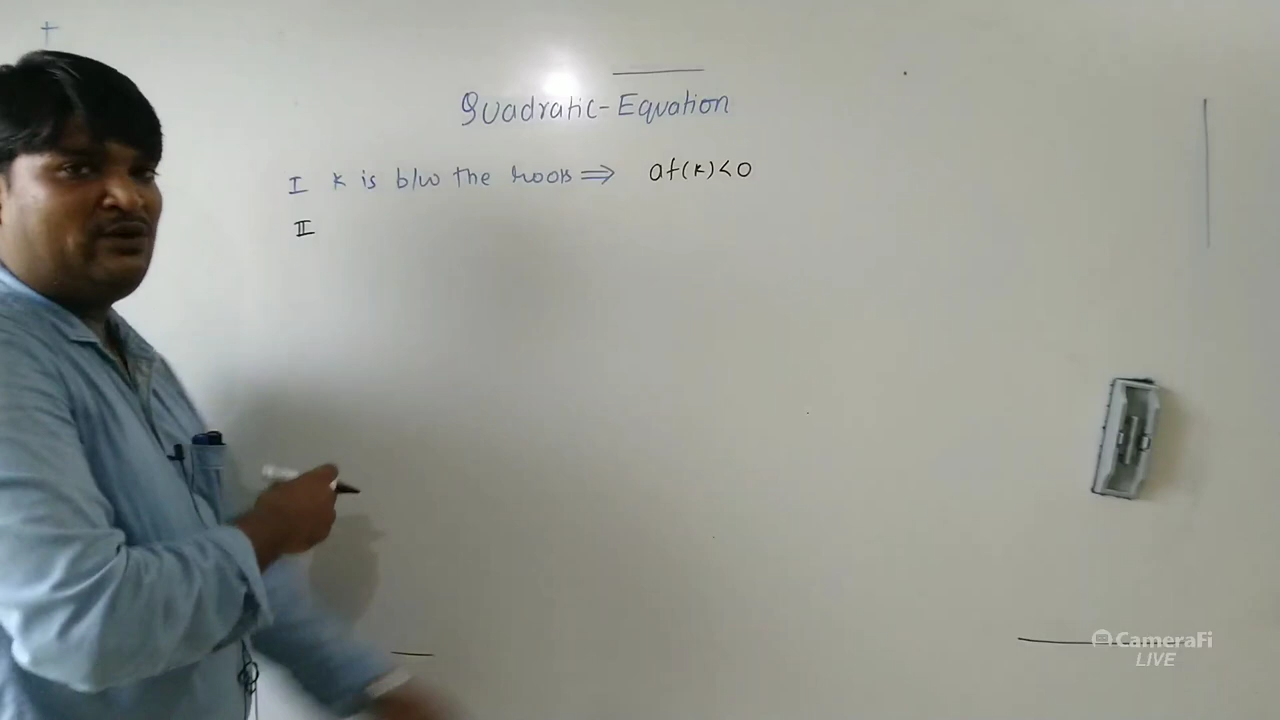 Quadratic-Equation
I k is b/w the roots ⇒ af(k)<0
II
CameraFi
LIVE